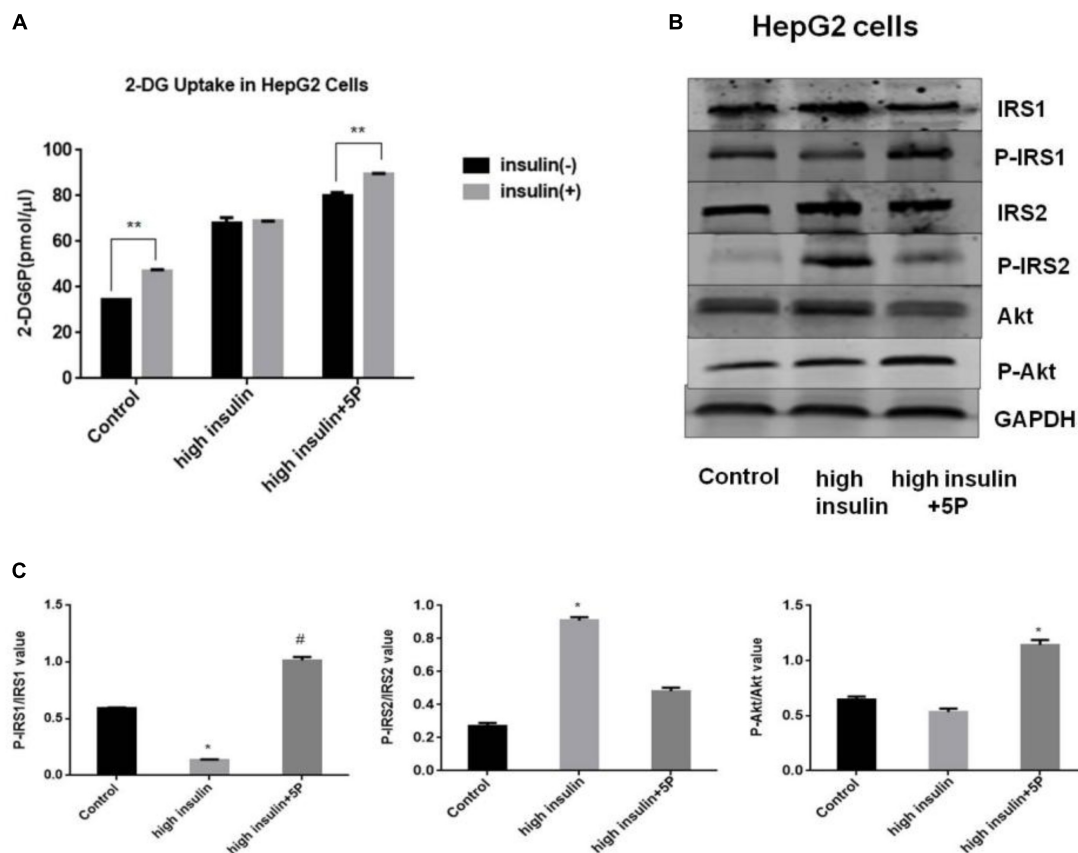 A
2-DG Uptake in HepG2 Cells
2-DG6P(pmol/μl)
100
80
60
40
20
0
**
**
insulin(-)
insulin(+)
Control
high insulin
high insulin+5P
B
HepG2 cells
IRS1
P-IRS1
IRS2
P-IRS2
Akt
P-Akt
GAPDH
Control
high
insulin
high insulin
+5P
C
P-IRS1/IRS1 value
1.5
1.0
0.5
0.0
*
#
Control
high insulin
high insulin+5P
P-IRS2/IRS2 value
1.0
0.8
0.6
0.4
0.2
0.0
*
Control
high insulin
high insulin+5P
P-Akt/Akt value
1.5
1.0
0.5
0.0
*
Control
high insulin
high insulin+5P